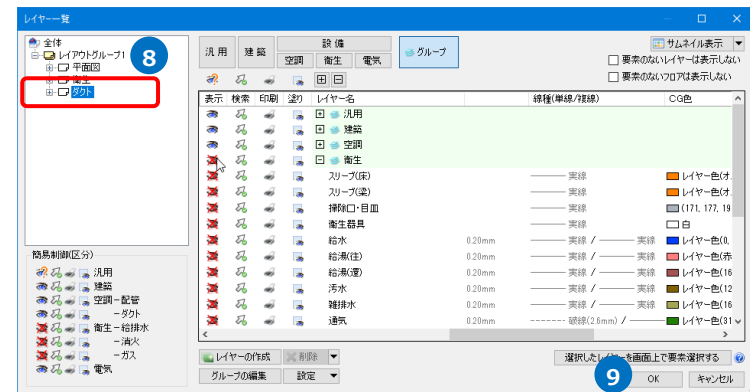 レイヤー一覧
全体
レイアウトグループ1
平面図
衛生
ダクト
8
汎用
建築
設備
空調
衛生
電気
グループ
サムネイル表示
要素のないレイヤーは表示しない
要素のないフロアは表示しない
表示 検索 印刷 塗り レイヤー名 線種(単線/複線) CG色
汎用
建築
空調
衛生
スリーブ(床) 実線 レイヤー色(オ
スリーブ(梁) 実線 レイヤー色(オ
掃除口・目皿 実線 (171, 177, 19
衛生器具 実線 白
給水 0.20mm 実線 / 実線 レイヤー色(0,
給湯(往) 0.20mm 実線 / 実線 レイヤー色(赤
給湯(還) 0.20mm 実線 / 実線 レイヤー色(16
汚水 0.20mm 実線 / 実線 レイヤー色(12
雑排水 0.20mm 実線 / 実線 レイヤー色(16
通気 0.20mm 破線(2.6mm) / レイヤー色(31
簡易制御(区分)
汎用
建築
空調-配管
-ダクト
衛生-給排水
-消火
-ガス
電気
レイヤーの作成
削除
グループの編集
設定
選択したレイヤーを画面上で要素選択する
9
OK
キャンセル